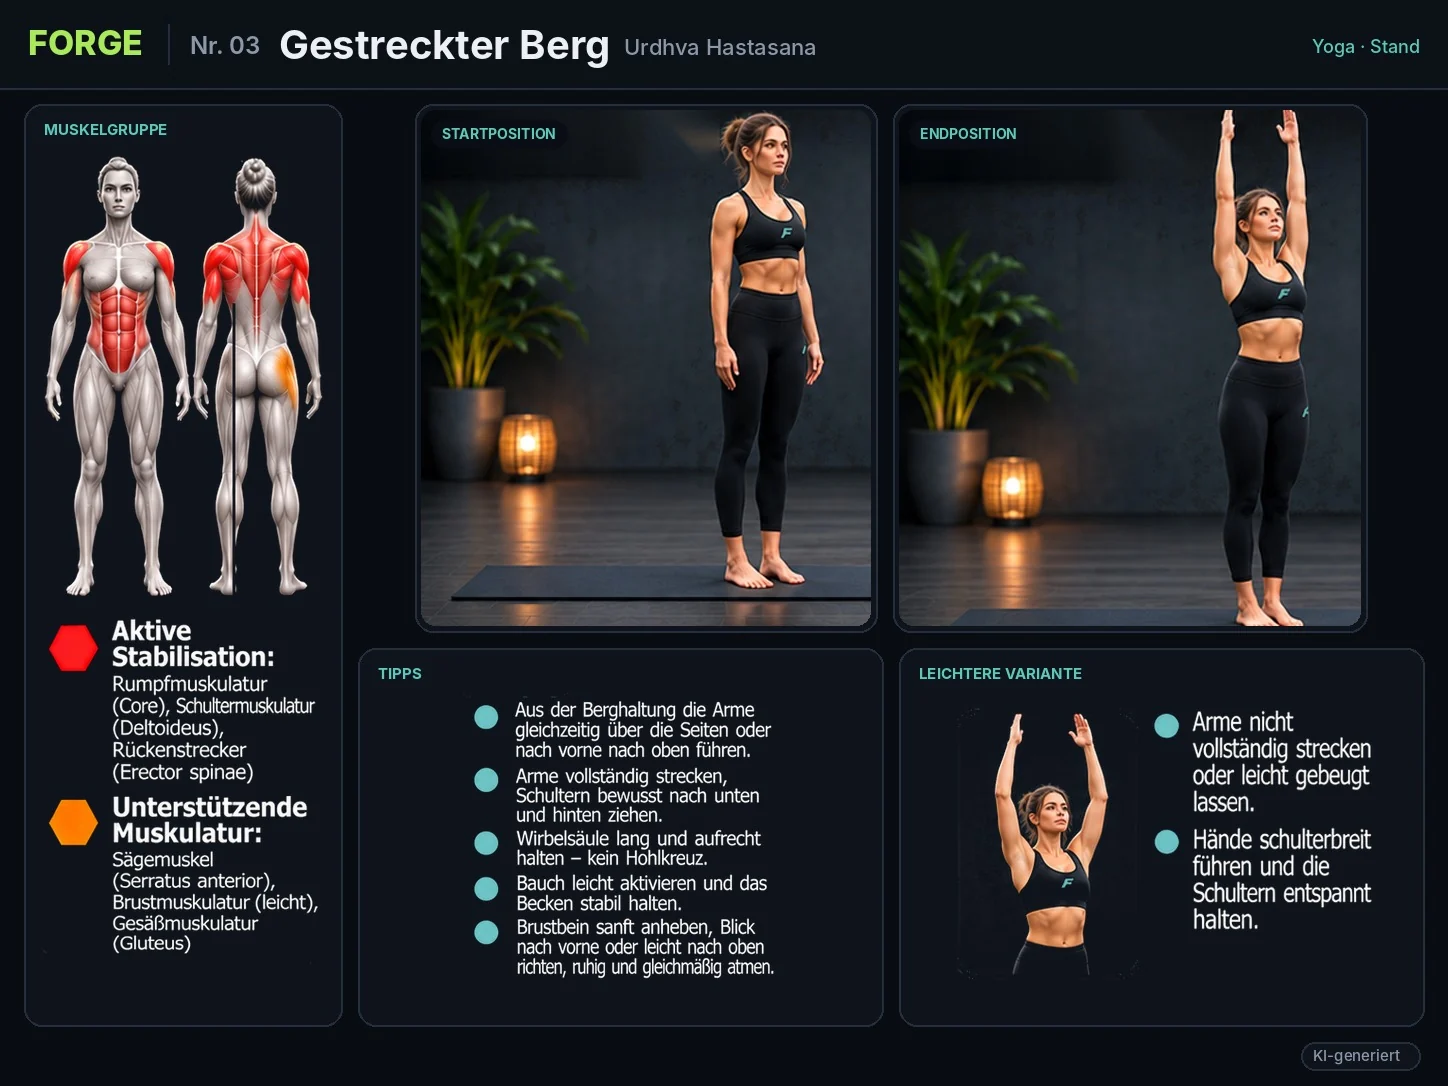 FORGE
Nr. 03
Gestreckter Berg
Urdhva Hastasana
Yoga · Stand
MUSKELGRUPPE
Aktive
Stabilisation:
Rumpfmuskulatur
(Core), Schultermuskulatur
(Deltoideus),
Rückenstrecker
(Erector spinae)
Unterstützende
Muskulatur:
Sägemuskel
(Serratus anterior),
Brustmuskulatur (leicht),
Gesäßmuskulatur
(Gluteus)
STARTPOSITION
F
ENDPOSITION
F
F
TIPPS
Aus der Berghaltung die Arme
gleichzeitig über die Seiten oder
nach vorne nach oben führen.
Arme vollständig strecken,
Schultern bewusst nach unten
und hinten ziehen.
Wirbelsäule lang und aufrecht
halten – kein Hohlkreuz.
Bauch leicht aktivieren und das
Becken stabil halten.
Brustbein sanft anheben, Blick
nach vorne oder leicht nach oben
richten, ruhig und gleichmäßig atmen.
LEICHTERE VARIANTE
F
Arme nicht
vollständig strecken
oder leicht gebeugt
lassen.
Hände schulterbreit
führen und die
Schultern entspannt
halten.
KI-generiert